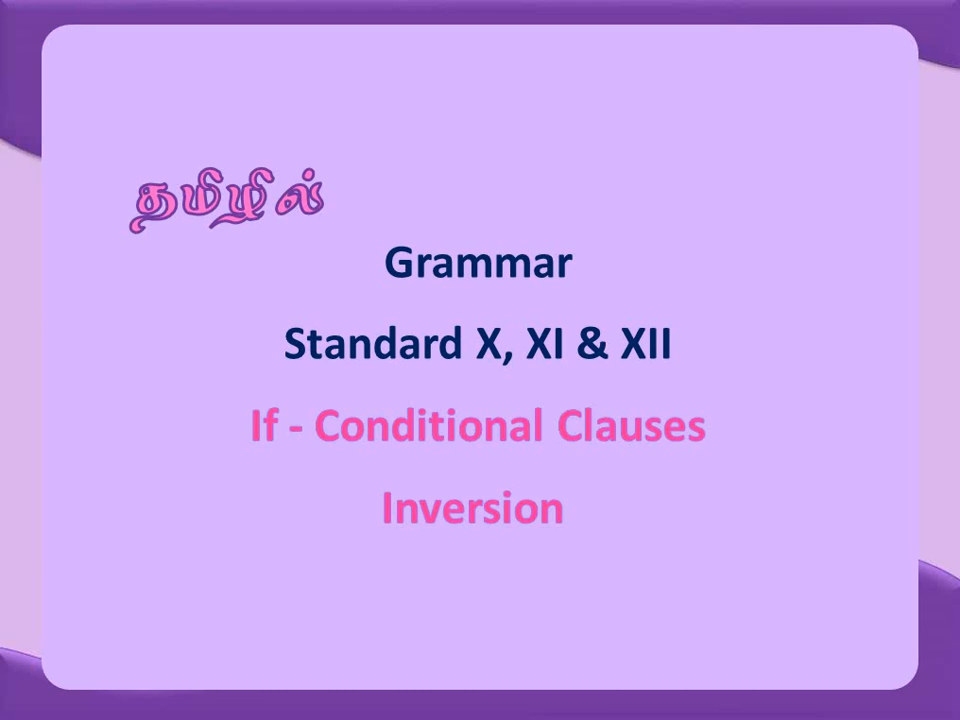 தமிழில்
Grammar
Standard X, XI & XII
If - Conditional Clauses
Inversion